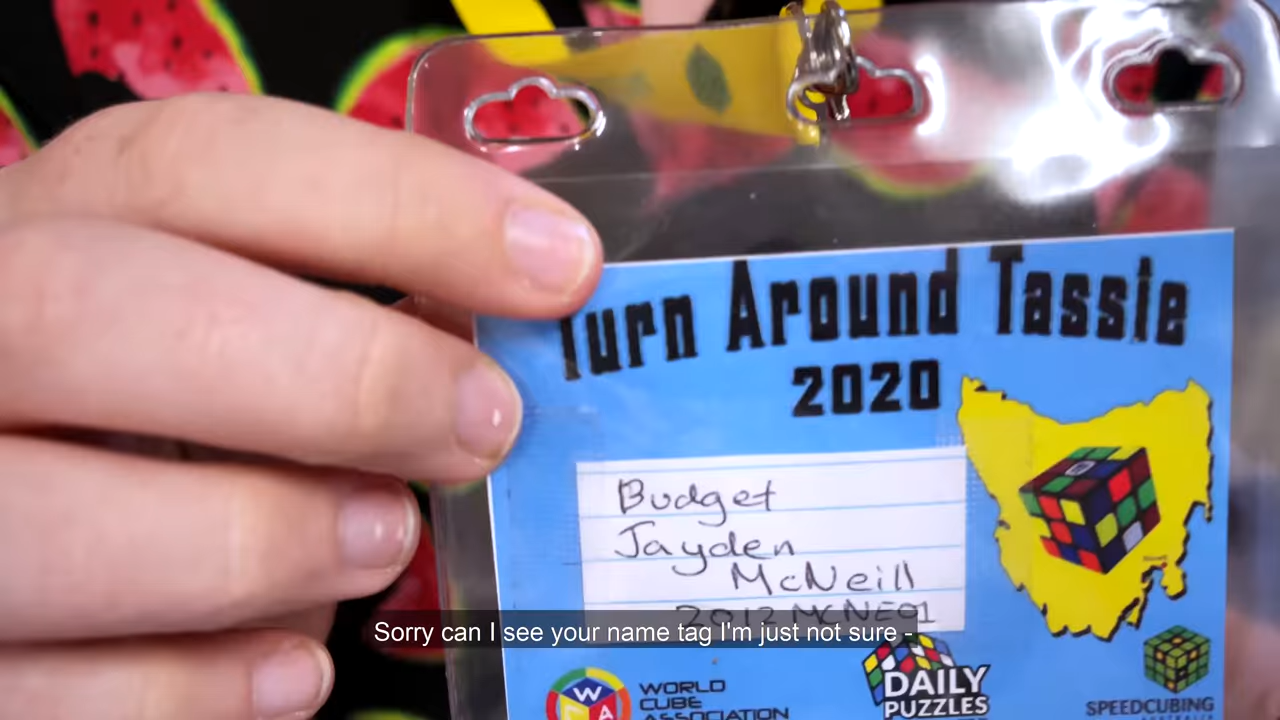 Turn Around Tassie
2020
Budget
Jayden
McNeill
2012MCNE01
Sorry can I see your name tag I'm just not sure -
WORLD
CUBE
ASSOCIATION
DAILY
PUZZLES
SPEEDCUBING